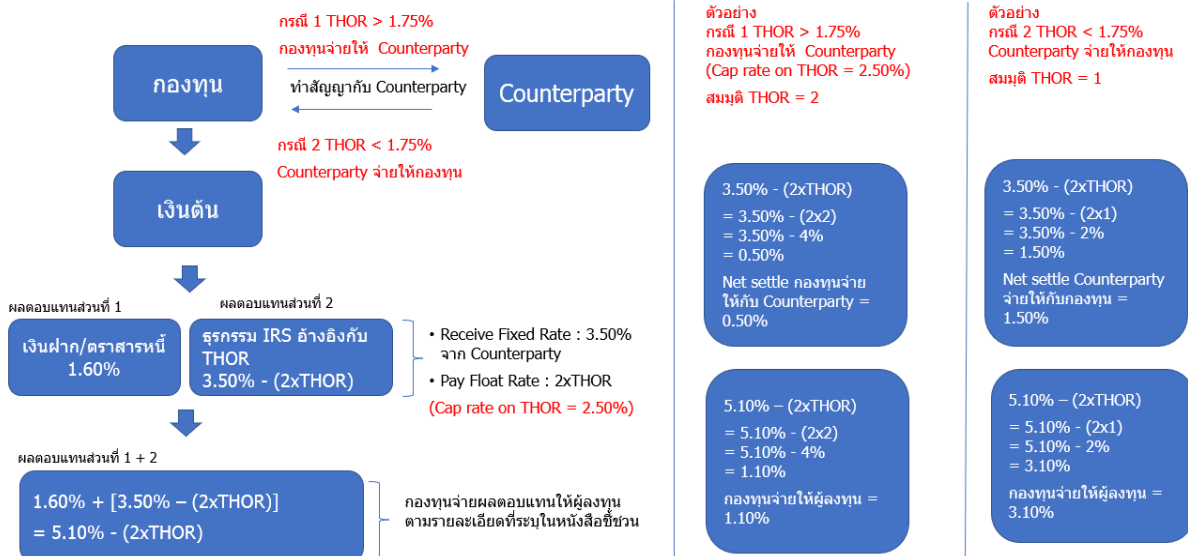 กรณี 1 THOR > 1.75%
กองทุนจ่ายให้ Counterparty
กองทุน
ทำสัญญากับ Counterparty
Counterparty
กรณี 2 THOR < 1.75%
Counterparty จ่ายให้กองทุน
เงินต้น
ผลตอบแทนส่วนที่ 1
เงินฝาก/ตราสารหนี้
1.60%
ผลตอบแทนส่วนที่ 2
ธุรกรรม IRS อ้างอิงกับ
THOR
3.50% - (2xTHOR)
• Receive Fixed Rate : 3.50%
จาก Counterparty
• Pay Float Rate : 2xTHOR
(Cap rate on THOR = 2.50%)
ผลตอบแทนส่วนที่ 1 + 2
1.60% + [3.50% – (2xTHOR)]
= 5.10% - (2xTHOR)
กองทุนจ่ายผลตอบแทนให้ผู้ลงทุน
ตามรายละเอียดที่ระบุในหนังสือชี้ชวน
ตัวอย่าง
กรณี 1 THOR > 1.75%
กองทุนจ่ายให้ Counterparty
(Cap rate on THOR = 2.50%)
สมมุติ THOR = 2
3.50% - (2xTHOR)
= 3.50% - (2x2)
= 3.50% - 4%
= 0.50%
Net settle กองทุนจ่าย
ให้กับ Counterparty =
0.50%
5.10% – (2xTHOR)
= 5.10% - (2x2)
= 5.10% - 4%
= 1.10%
กองทุนจ่ายให้ผู้ลงทุน =
1.10%
ตัวอย่าง
กรณี 2 THOR < 1.75%
Counterparty จ่ายให้กองทุน
สมมุติ THOR = 1
3.50% - (2xTHOR)
= 3.50% - (2x1)
= 3.50% - 2%
= 1.50%
Net settle Counterparty
จ่ายให้กับกองทุน =
1.50%
5.10% – (2xTHOR)
= 5.10% - (2x1)
= 5.10% - 2%
= 3.10%
กองทุนจ่ายให้ผู้ลงทุน =
3.10%